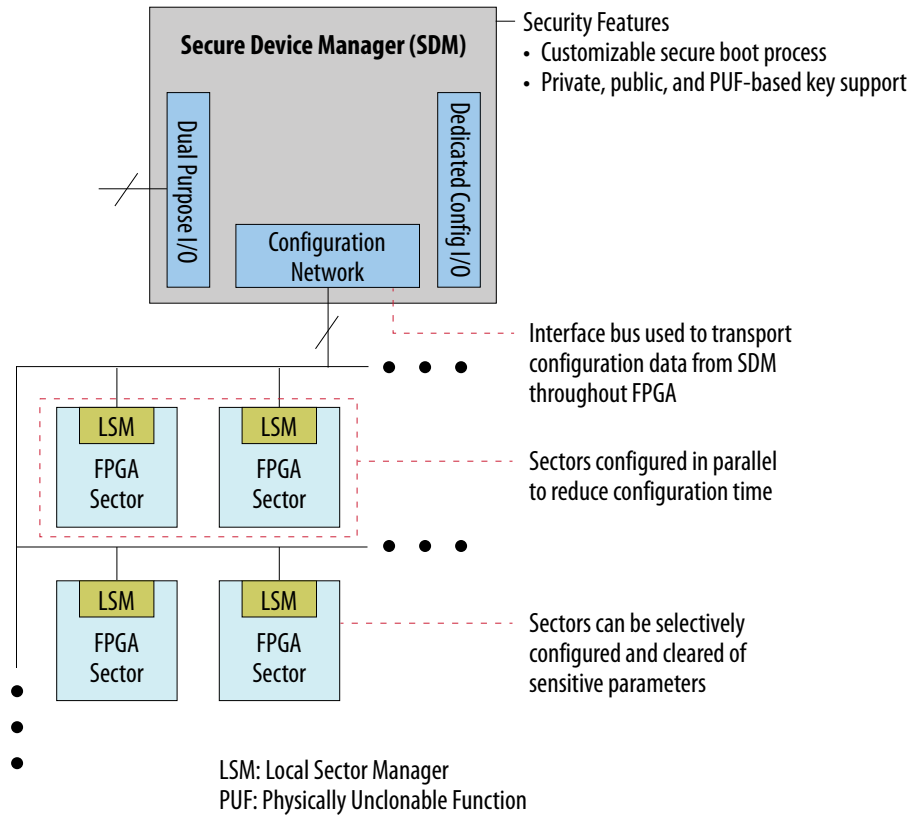 Security Features
• Customizable secure boot process
• Private, public, and PUF-based key support
Secure Device Manager (SDM)
Dual Purpose I/O
Dedicated Config I/O
Configuration
Network
Interface bus used to transport
configuration data from SDM
throughout FPGA
LSM
FPGA
Sector
LSM
FPGA
Sector
Sectors configured in parallel
to reduce configuration time
LSM
FPGA
Sector
LSM
FPGA
Sector
Sectors can be selectively
configured and cleared of
sensitive parameters
LSM: Local Sector Manager
PUF: Physically Unclonable Function